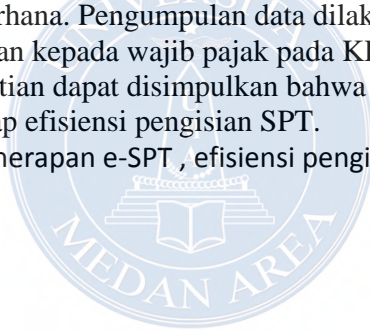 rhana. Pengumpulan data dilak
an kepada wajib pajak pada KP
tian dapat disimpulkan bahwa
p efisiensi pengisian SPT.
nerapan e-SPT , efisiensi pengi
MEDAN AREA